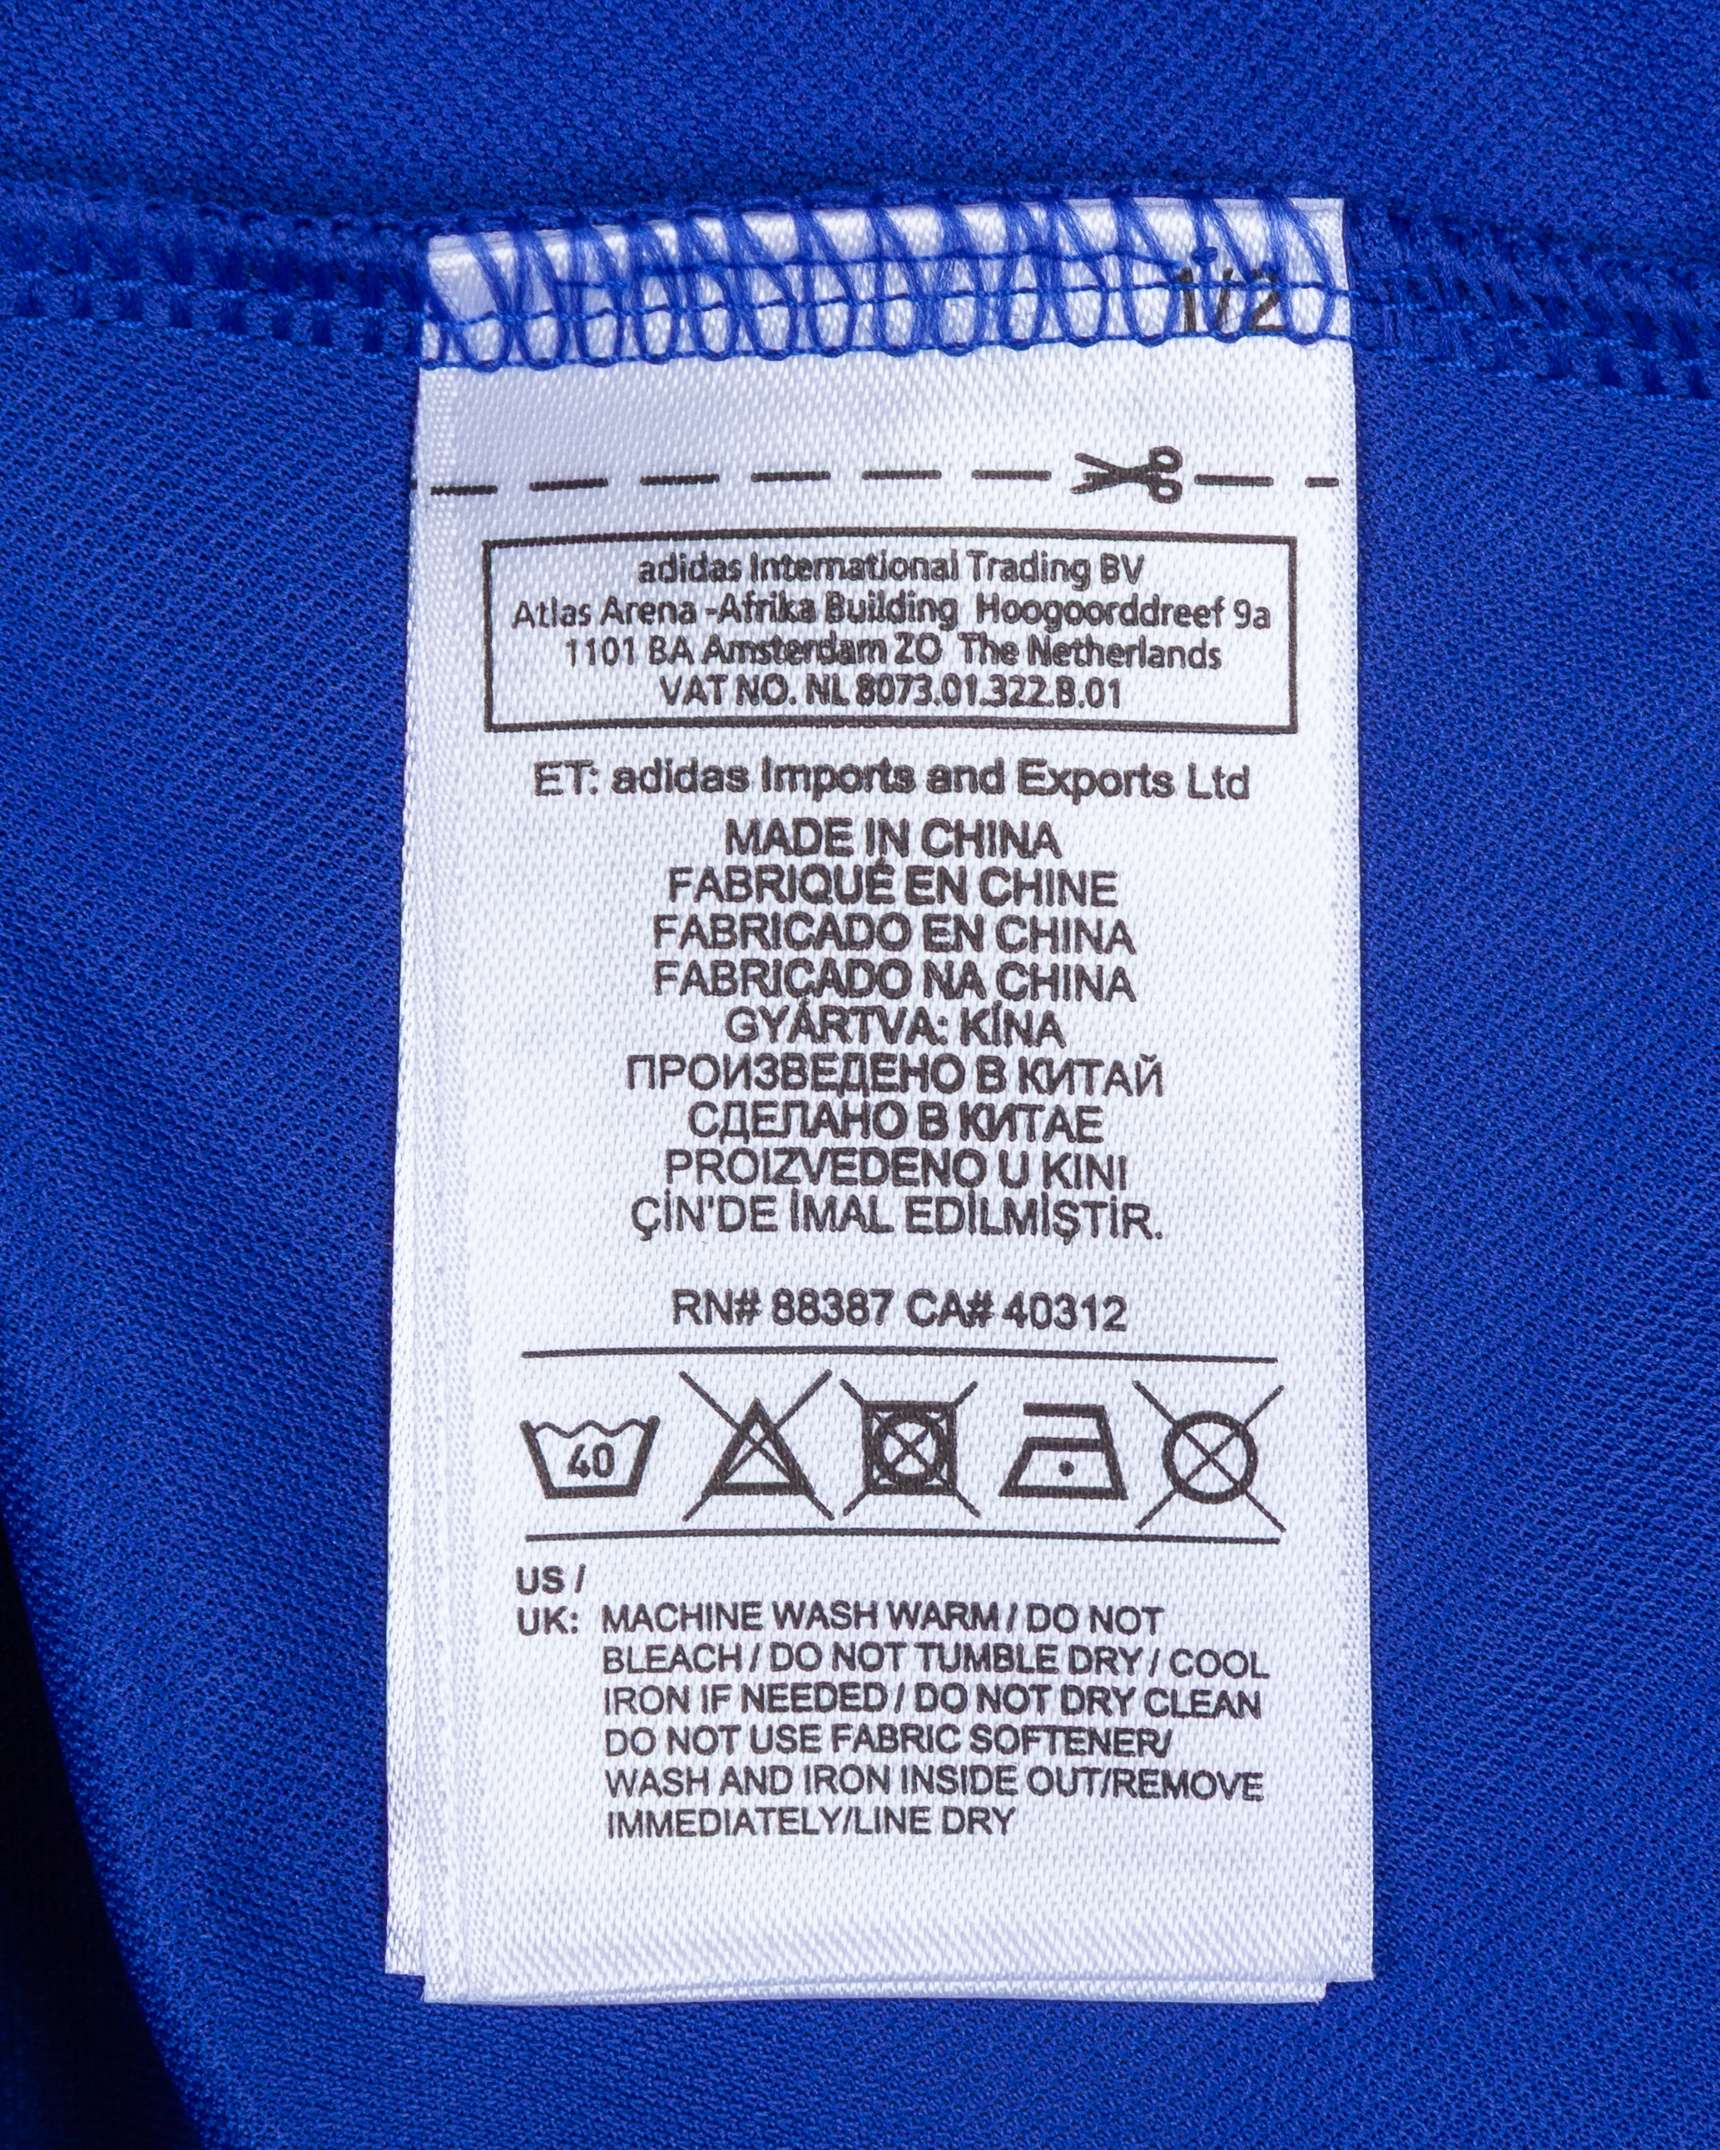 1/2
adidas International Trading BV
Atlas Arena -Afrika Building Hoogoorddreef 9a
1101 BA Amsterdam ZO The Netherlands
VAT NO. NL 8073.01.322.B.01
ET: adidas Imports and Exports Ltd
MADE IN CHINA
FABRIQUÉ EN CHINE
FABRICADO EN CHINA
FABRICADO NA CHINA
GYÁRTVA: KÍNA
ПРОИЗВЕДЕНО В КИТАЙ
СДЕЛАНО В КИТАЕ
PROIZVEDENO U KINI
ÇİN'DE İMAL EDİLMİŞTİR.
RN# 88387 CA# 40312
40
US /
UK: MACHINE WASH WARM / DO NOT
BLEACH / DO NOT TUMBLE DRY / COOL
IRON IF NEEDED / DO NOT DRY CLEAN
DO NOT USE FABRIC SOFTENER/
WASH AND IRON INSIDE OUT/REMOVE
IMMEDIATELY/LINE DRY